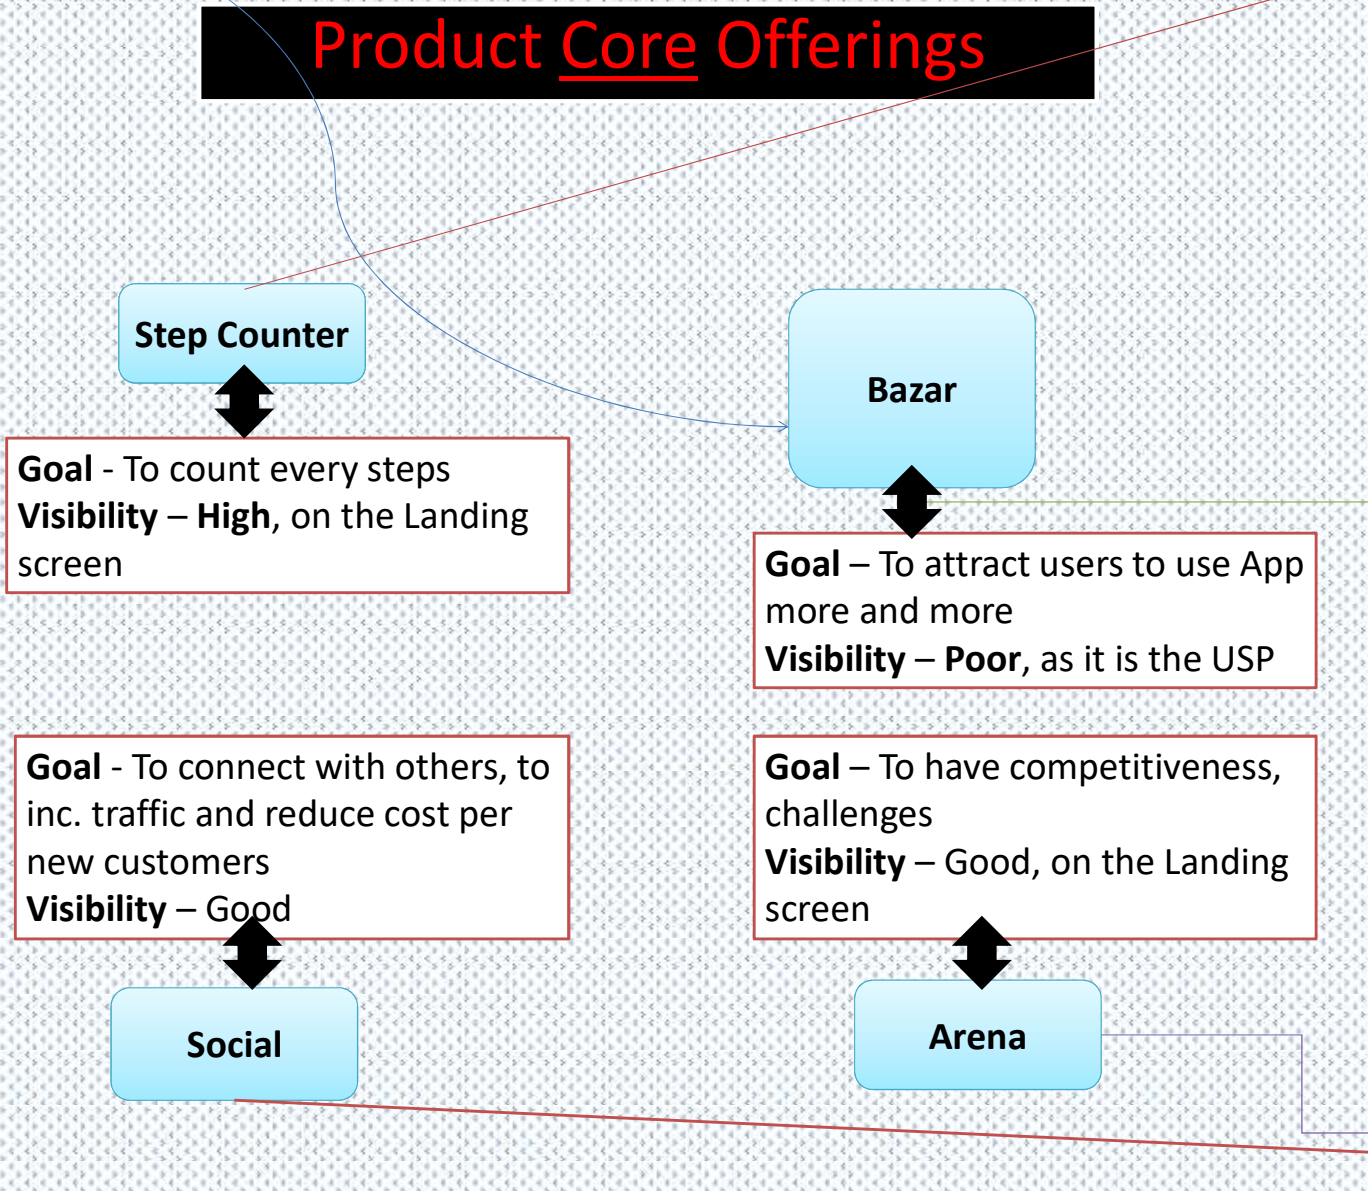 Product Core Offerings
Step Counter
Goal - To count every steps
Visibility – High, on the Landing
screen
Bazar
Goal – To attract users to use App
more and more
Visibility – Poor, as it is the USP
Goal - To connect with others, to
inc. traffic and reduce cost per
new customers
Visibility – Good
Social
Goal – To have competitiveness,
challenges
Visibility – Good, on the Landing
screen
Arena